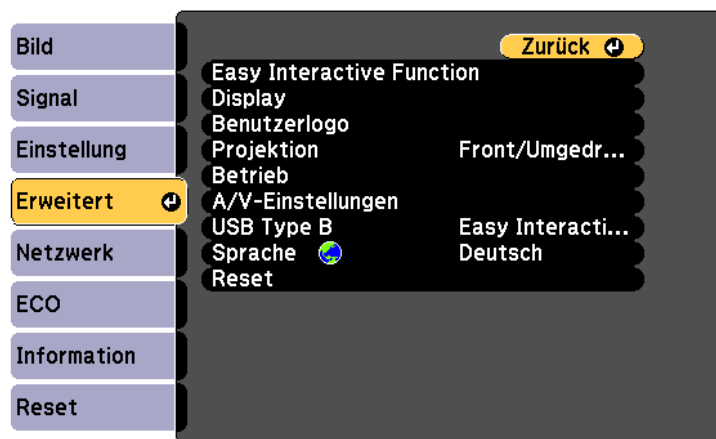 Bild
Signal
Einstellung
Erweitert
Netzwerk
ECO
Information
Reset
Zurück
Easy Interactive Function
Display
Benutzerlogo
Projektion Front/Umgedr...
Betrieb
A/V-Einstellungen
USB Type B Easy Interacti...
Sprache Deutsch
Reset